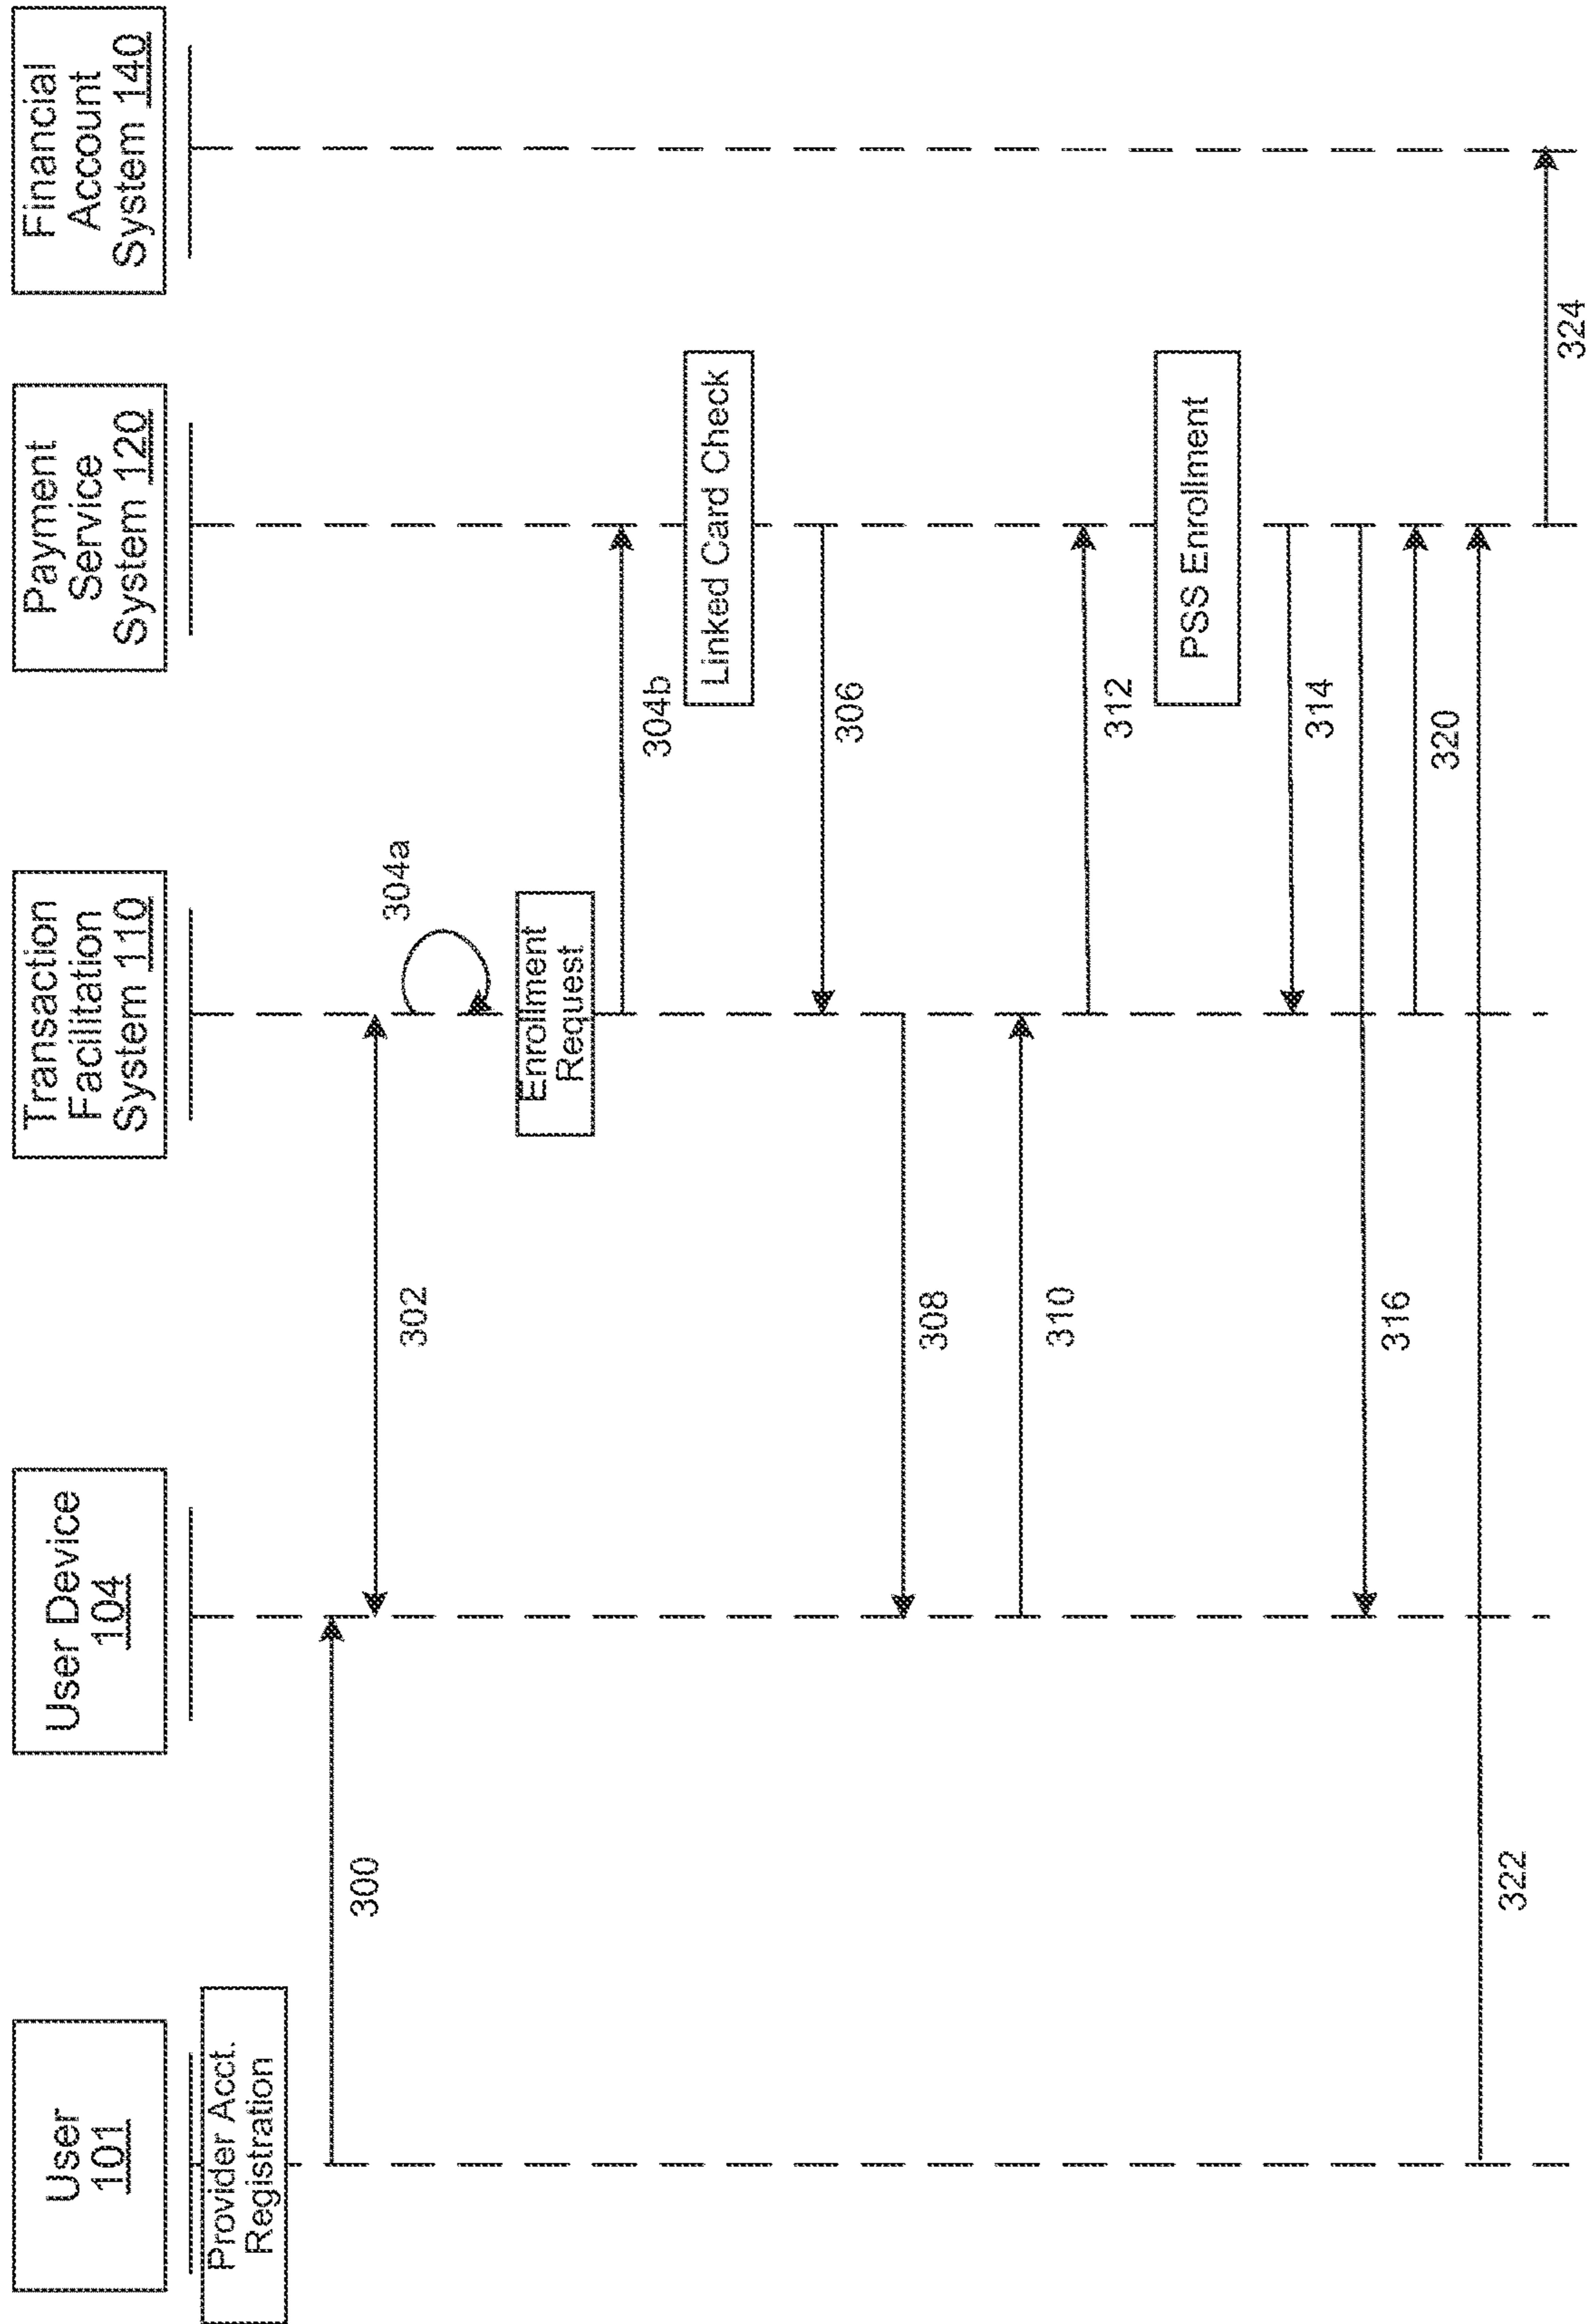 User
101
User Device
104
Transaction
Facilitation
System 110
Payment
Service
System 120
Financial
Account
System 140
Provider Acct.
Registration
300
302
304a
Enrollment
Request
304b
Linked Card Check
306
308
310
312
PSS Enrollment
314
316
320
322
324